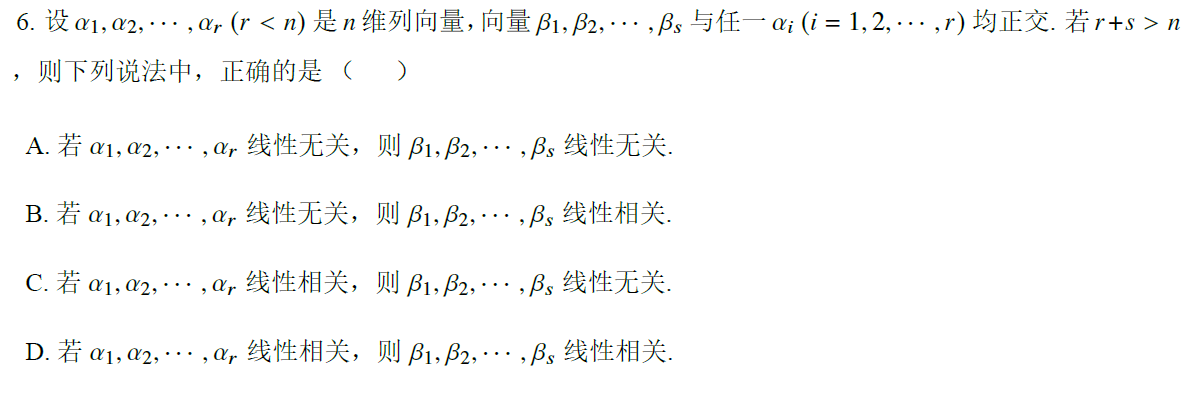 6. 设 α₁, α₂, ⋯ , αᵣ (r < n) 是 n 维列向量, 向量 β₁, β₂, ⋯ , βₛ 与任一 αᵢ (i = 1, 2, ⋯ , r) 均正交. 若 r+s > n
，则下列说法中，正确的是（ ）
A. 若 α₁, α₂, ⋯ , αᵣ 线性无关，则 β₁, β₂, ⋯ , βₛ 线性无关.
B. 若 α₁, α₂, ⋯ , αᵣ 线性无关，则 β₁, β₂, ⋯ , βₛ 线性相关.
C. 若 α₁, α₂, ⋯ , αᵣ 线性相关，则 β₁, β₂, ⋯ , βₛ 线性无关.
D. 若 α₁, α₂, ⋯ , αᵣ 线性相关，则 β₁, β₂, ⋯ , βₛ 线性相关.